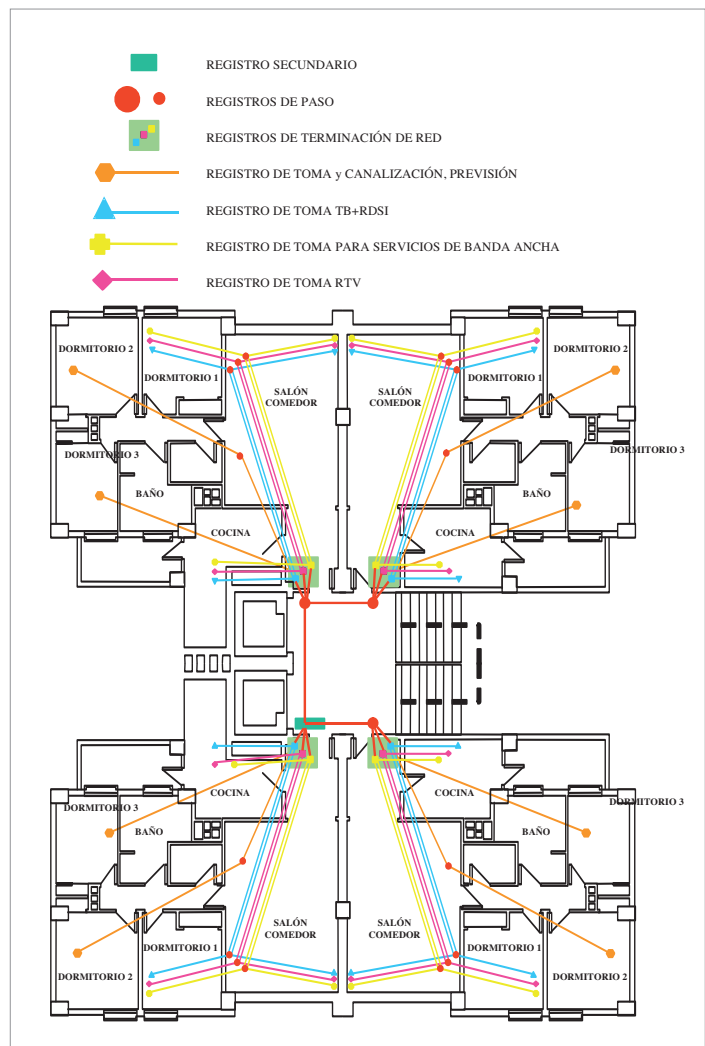 REGISTRO SECUNDARIO
REGISTROS DE PASO
REGISTROS DE TERMINACIÓN DE RED
REGISTRO DE TOMA y CANALIZACIÓN, PREVISIÓN
REGISTRO DE TOMA TB+RDSI
REGISTRO DE TOMA PARA SERVICIOS DE BANDA ANCHA
REGISTRO DE TOMA RTV
DORMITORIO 2
DORMITORIO 1
SALÓN
COMEDOR
DORMITORIO 3
BAÑO
COCINA
SALÓN
COMEDOR
DORMITORIO 1
DORMITORIO 2
DORMITORIO 3
BAÑO
COCINA
COCINA
DORMITORIO 3
BAÑO
SALÓN
COMEDOR
DORMITORIO 1
DORMITORIO 2
COCINA
DORMITORIO 3
BAÑO
SALÓN
COMEDOR
DORMITORIO 1
DORMITORIO 2